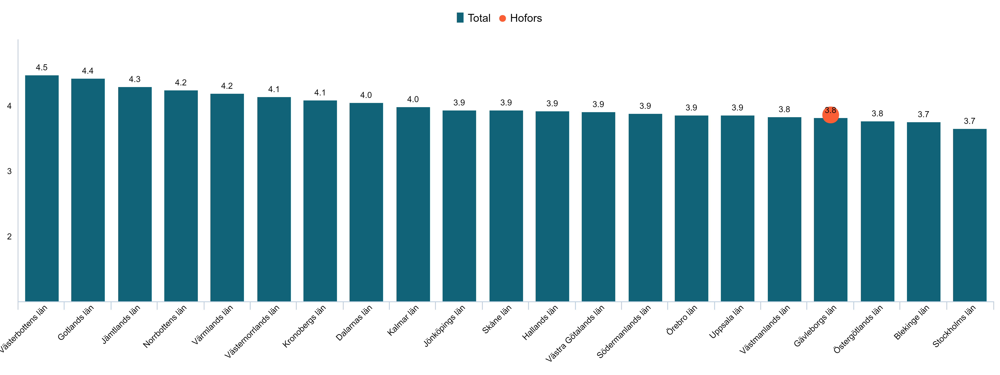 Total Hofors
4.5 4.4 4.3 4.2 4.2 4.1 4.1 4.0 4.0 3.9 3.9 3.9 3.9 3.9 3.9 3.9 3.8 3.8 3.8 3.7 3.7
4
3
2
Västerbottens län
Gotlands län
Jämtlands län
Norrbottens län
Värmlands län
Västernorrlands län
Kronobergs län
Dalarnas län
Kalmar län
Jönköpings län
Skåne län
Hallands län
Västra Götalands län
Södermanlands län
Örebro län
Uppsala län
Västmanlands län
Gävleborgs län
Östergötlands län
Blekinge län
Stockholms län